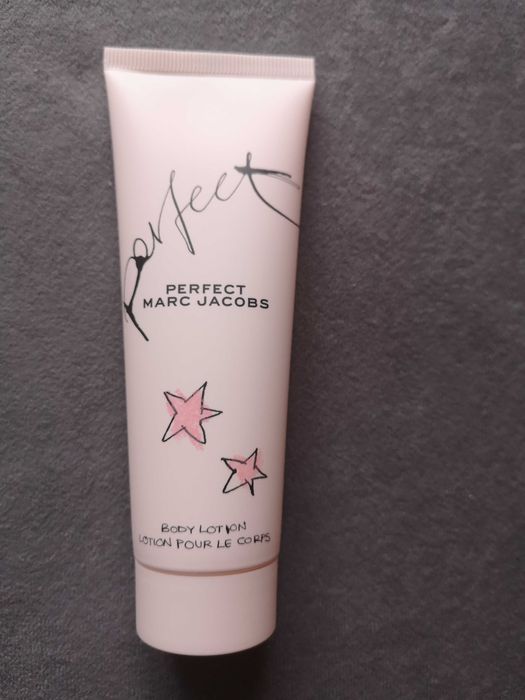 Perfect
PERFECT
MARC JACOBS
BODY LOTION
LOTION POUR LE CORPS